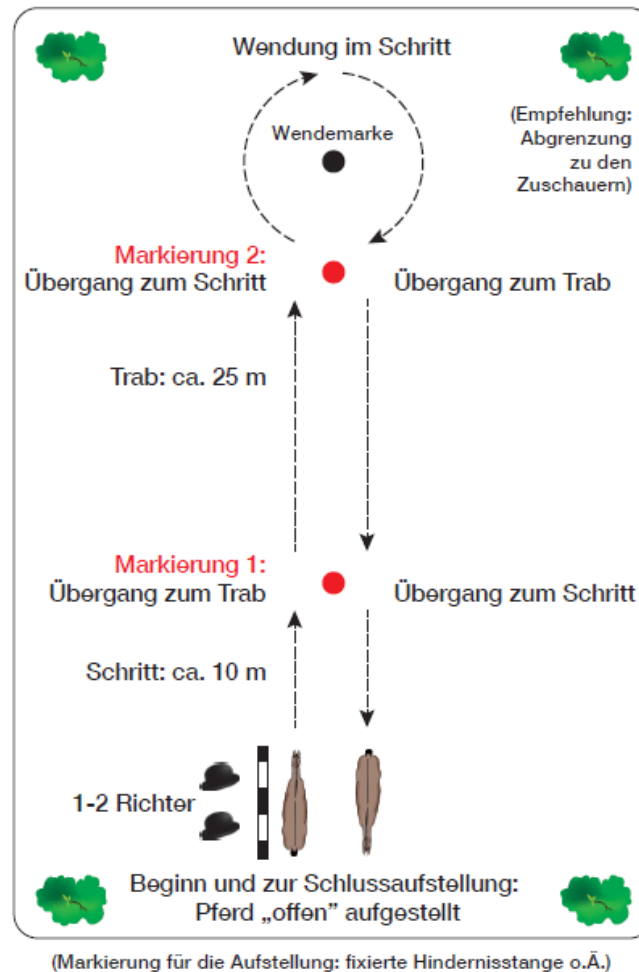 Wendung im Schritt
Wendemarke
(Empfehlung:
Abgrenzung
zu den
Zuschauern)
Markierung 2:
Übergang zum Schritt
Übergang zum Trab
Trab: ca. 25 m
Markierung 1:
Übergang zum Trab
Übergang zum Schritt
Schritt: ca. 10 m
1-2 Richter
Beginn und zur Schlussaufstellung:
Pferd „offen” aufgestellt
(Markierung für die Aufstellung: fixierte Hindernisstange o.Ä.)